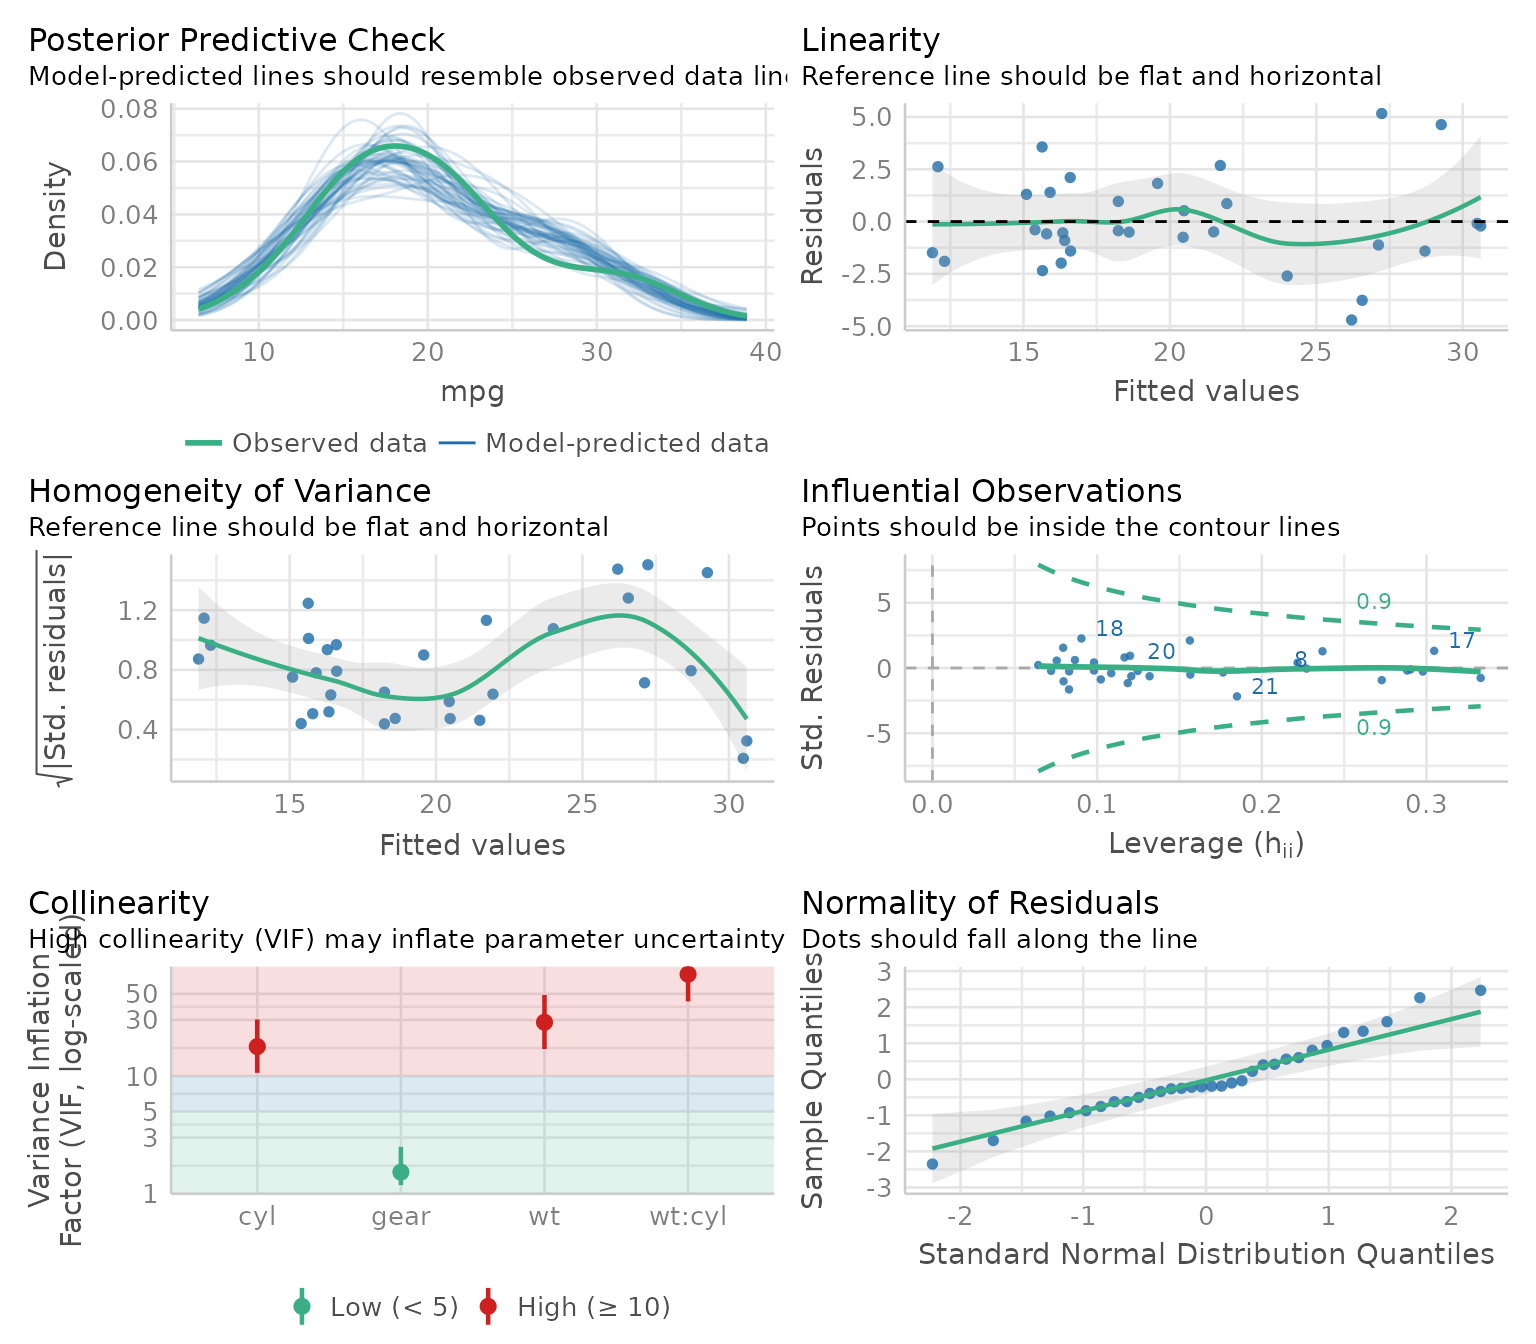 Posterior Predictive Check
Model-predicted lines should resemble observed data line
Density
0.08
0.06
0.04
0.02
0.00
10 20 30 40
mpg
Observed data Model-predicted data
Linearity
Reference line should be flat and horizontal
Residuals
5.0
2.5
0.0
-2.5
-5.0
15 20 25 30
Fitted values
Homogeneity of Variance
Reference line should be flat and horizontal
√|Std. residuals|
1.2
0.8
0.4
15 20 25 30
Fitted values
Influential Observations
Points should be inside the contour lines
Std. Residuals
5
0
-5
0.9
18
17
20
8
21
0.9
0.0 0.1 0.2 0.3
Leverage (hii)
Collinearity
High collinearity (VIF) may inflate parameter uncertainty
Variance Inflation
Factor (VIF, log-scaled)
50
30
10
5
3
1
cyl gear wt wt:cyl
Low (< 5) High (≥ 10)
Normality of Residuals
Dots should fall along the line
Sample Quantiles
3
2
1
0
-1
-2
-3
-2 -1 0 1 2
Standard Normal Distribution Quantiles